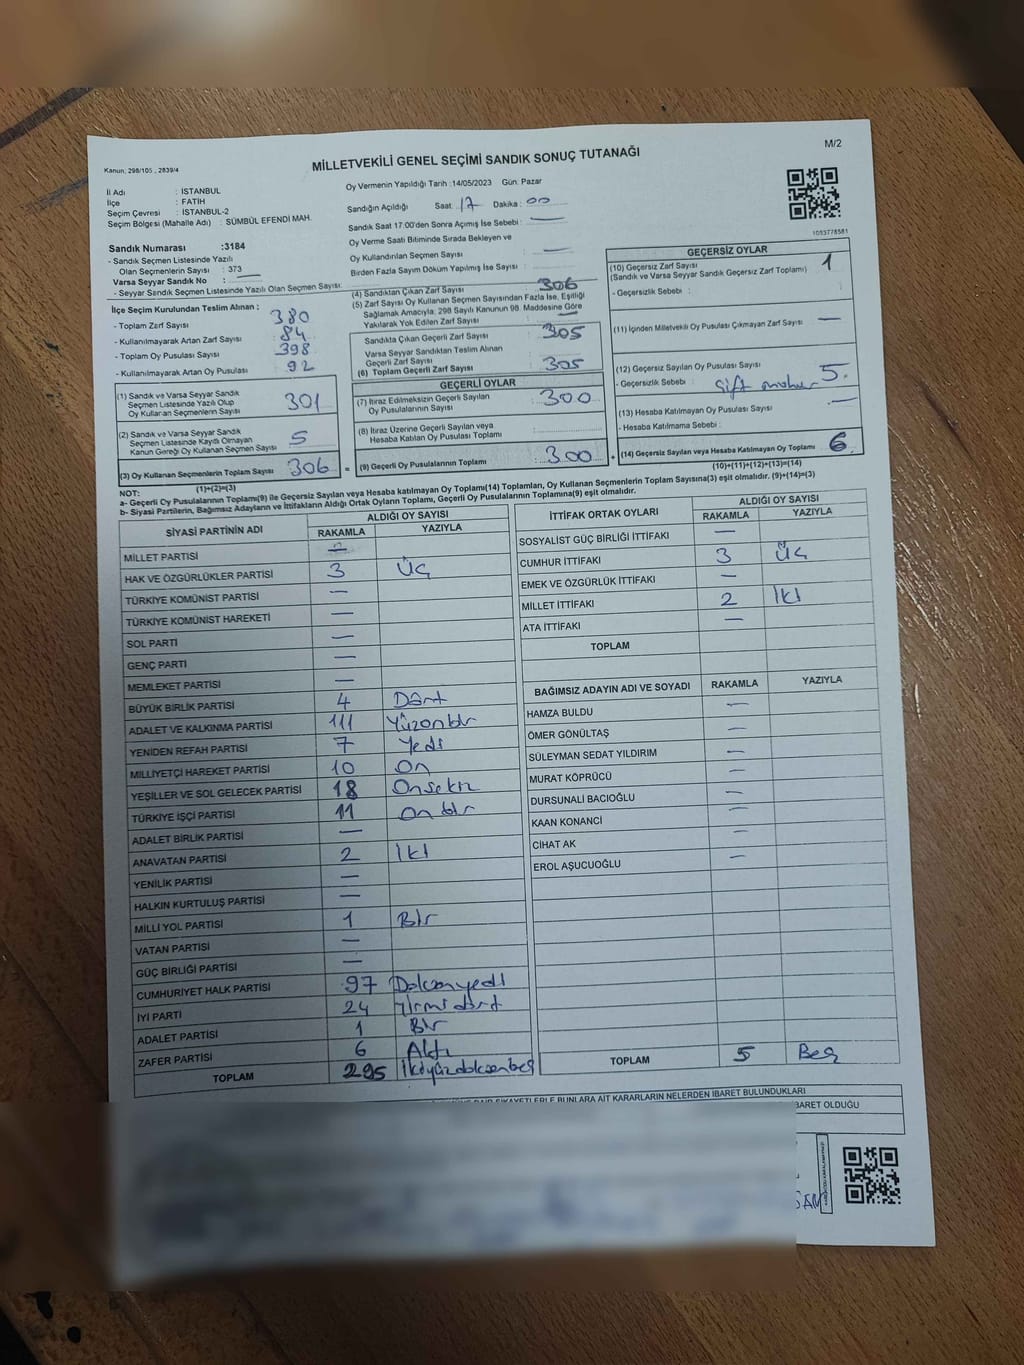 M/2
Kanun: 298/105 , 2839/4
MİLLETVEKİLİ GENEL SEÇİMİ SANDIK SONUÇ TUTANAĞI
İl Adı : İSTANBUL
İlçe : FATİH
Seçim Çevresi : İSTANBUL-2
Seçim Bölgesi (Mahalle Adı) : SÜMBÜL EFENDİ MAH.
Sandık Numarası :3184
- Sandık Seçmen Listesinde Yazılı
Olan Seçmenlerin Sayısı : 373
Varsa Seyyar Sandık No : —
- Seyyar Sandık Seçmen Listesinde Yazılı Olan Seçmen Sayısı:
Oy Vermenin Yapıldığı Tarih :14/05/2023 Gün: Pazar
Sandığın Açıldığı Saat: 17 Dakika : 00
Sandık Saat 17:00'den Sonra Açımış İse Sebebi : —
Oy Verme Saati Bitiminde Sırada Bekleyen ve
Oy Kullandırılan Seçmen Sayısı : —
Birden Fazla Sayım Döküm Yapılmış İse Sayısı :
1093778581
İlçe Seçim Kurulundan Teslim Alınan :
- Toplam Zarf Sayısı 380
- Kullanılmayarak Artan Zarf Sayısı 84
- Toplam Oy Pusulası Sayısı 398
- Kullanılmayarak Artan Oy Pusulası 92
(1) Sandık ve Varsa Seyyar Sandık
Seçmen Listesinde Yazılı Olup
Oy Kullanan Seçmenlerin Sayısı 301
(2) Sandık ve Varsa Seyyar Sandık
Seçmen Listesinde Kayıtlı Olmayan
Kanun Gereği Oy Kullanan Seçmen Sayısı 5
(3) Oy Kullanan Seçmenlerin Toplam Sayısı 306 =
(1)+(2)=(3)
(4) Sandıktan Çıkan Zarf Sayısı 306
(5) Zarf Sayısı Oy Kullanan Seçmen Sayısından Fazla İse, Eşitliği
Sağlamak Amacıyla; 298 Sayılı Kanunun 98. Maddesine Göre
Yakılarak Yok Edilen Zarf Sayısı : —
Sandıkta Çıkan Geçerli Zarf Sayısı 305
Varsa Seyyar Sandıktan Teslim Alınan
Geçerli Zarf Sayısı
(6) Toplam Geçerli Zarf Sayısı 305
GEÇERLİ OYLAR
(7) İtiraz Edilmeksizin Geçerli Sayılan
Oy Pusulalarının Sayısı 300
(8) İtiraz Üzerine Geçerli Sayılan veya
Hesaba Katılan Oy Pusulası Toplamı
(9) Geçerli Oy Pusulalarının Toplamı : 300 +
GEÇERSİZ OYLAR
(10) Geçersiz Zarf Sayısı 1
(Sandık ve Varsa Seyyar Sandık Geçersiz Zarf Toplamı)
- Geçersizlik Sebebi :
(11) İçinden Milletvekili Oy Pusulası Çıkmayan Zarf Sayısı —
(12) Geçersiz Sayılan Oy Pusulası Sayısı 5
- Geçersizlik Sebebi : Çift mühür
(13) Hesaba Katılmayan Oy Pusulası Sayısı —
- Hesaba Katılmama Sebebi :
(14) Geçersiz Sayılan veya Hesaba Katılmayan Oy Toplamı 6
(10)+(11)+(12)+(13)=(14)
NOT:
a- Geçerli Oy Pusulalarının Toplamı(9) ile Geçersiz Sayılan veya Hesaba katılmayan Oy Toplamı(14) Toplamları, Oy Kullanan Seçmenlerin Toplam Sayısına(3) eşit olmalıdır. (9)+(14)=(3)
b- Siyasi Partilerin, Bağımsız Adayların ve İttifakların Aldığı Ortak Oyların Toplamı, Geçerli Oy Pusulalarının Toplamına(9) eşit olmalıdır.
SİYASİ PARTİNİN ADI
ALDIĞI OY SAYISI
RAKAMLA YAZIYLA
MİLLET PARTİSİ —
HAK VE ÖZGÜRLÜKLER PARTİSİ 3 Üç
TÜRKİYE KOMÜNİST PARTİSİ —
TÜRKİYE KOMÜNİST HAREKETİ —
SOL PARTİ —
GENÇ PARTİ —
MEMLEKET PARTİSİ —
BÜYÜK BİRLİK PARTİSİ 4 Dört
ADALET VE KALKINMA PARTİSİ 111 Yüzonbir
YENİDEN REFAH PARTİSİ 7 Yedi
MİLLİYETÇİ HAREKET PARTİSİ 10 On
YEŞİLLER VE SOL GELECEK PARTİSİ 18 Onsekiz
TÜRKİYE İŞÇİ PARTİSİ 11 Onbir
ADALET BİRLİK PARTİSİ —
ANAVATAN PARTİSİ 2 İki
YENİLİK PARTİSİ —
HALKIN KURTULUŞ PARTİSİ —
MİLLİ YOL PARTİSİ 1 Bir
VATAN PARTİSİ —
GÜÇ BİRLİĞİ PARTİSİ —
CUMHURİYET HALK PARTİSİ 97 Doksanyedi
İYİ PARTİ 24 Yirmidört
ADALET PARTİSİ 1 Bir
ZAFER PARTİSİ 6 Altı
TOPLAM 295 İkiyüzdoksanbeş
İTTİFAK ORTAK OYLARI
ALDIĞI OY SAYISI
RAKAMLA YAZIYLA
SOSYALİST GÜÇ BİRLİĞİ İTTİFAKI —
CUMHUR İTTİFAKI 3 Üç
EMEK VE ÖZGÜRLÜK İTTİFAKI —
MİLLET İTTİFAKI 2 İki
ATA İTTİFAKI —
TOPLAM
BAĞIMSIZ ADAYIN ADI VE SOYADI RAKAMLA YAZIYLA
HAMZA BULDU —
ÖMER GÖNÜLTAŞ —
SÜLEYMAN SEDAT YILDIRIM —
MURAT KÖPRÜCÜ —
DURSUNALİ BACIOĞLU —
KAAN KONANCİ —
CİHAT AK —
EROL AŞUCUOĞLU —
TOPLAM 5 Beş
ŞİKAYETLERLE BUNLARA AİT KARARLARIN NELERDEN İBARET BULUNDUKLARI
BARET OLDUĞU